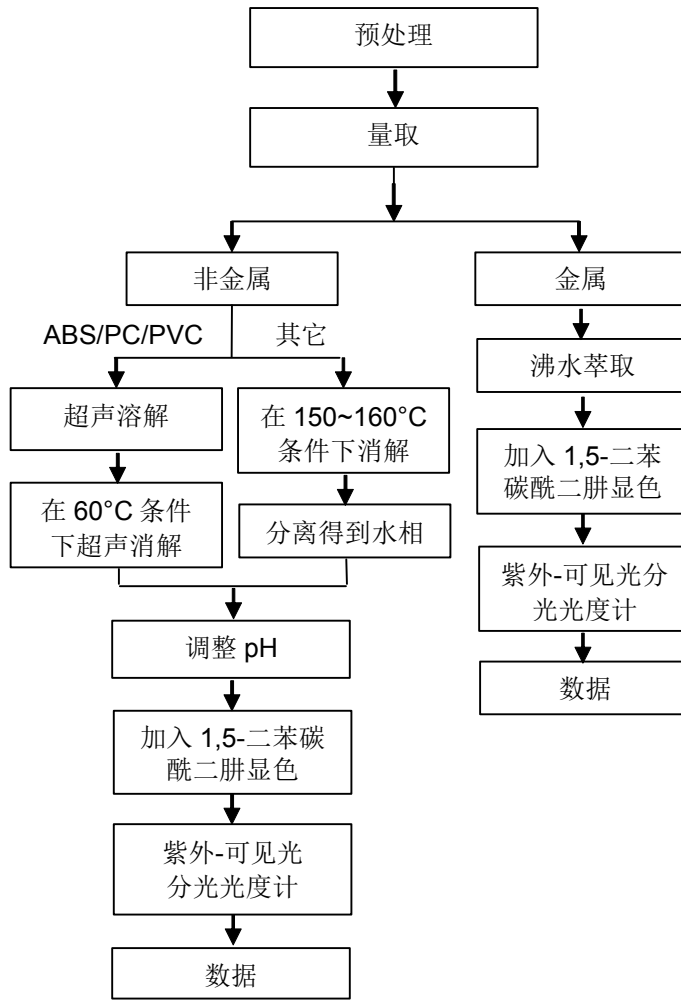 预处理
量取
非金属
金属
ABS/PC/PVC
其它
超声溶解
在 60°C 条件
下超声消解
在 150~160°C
条件下消解
分离得到水相
调整 pH
加入 1,5-二苯碳
酰二肼显色
紫外-可见光
分光光度计
数据
沸水萃取
加入 1,5-二苯
碳酰二肼显色
紫外-可见光分
光光度计
数据